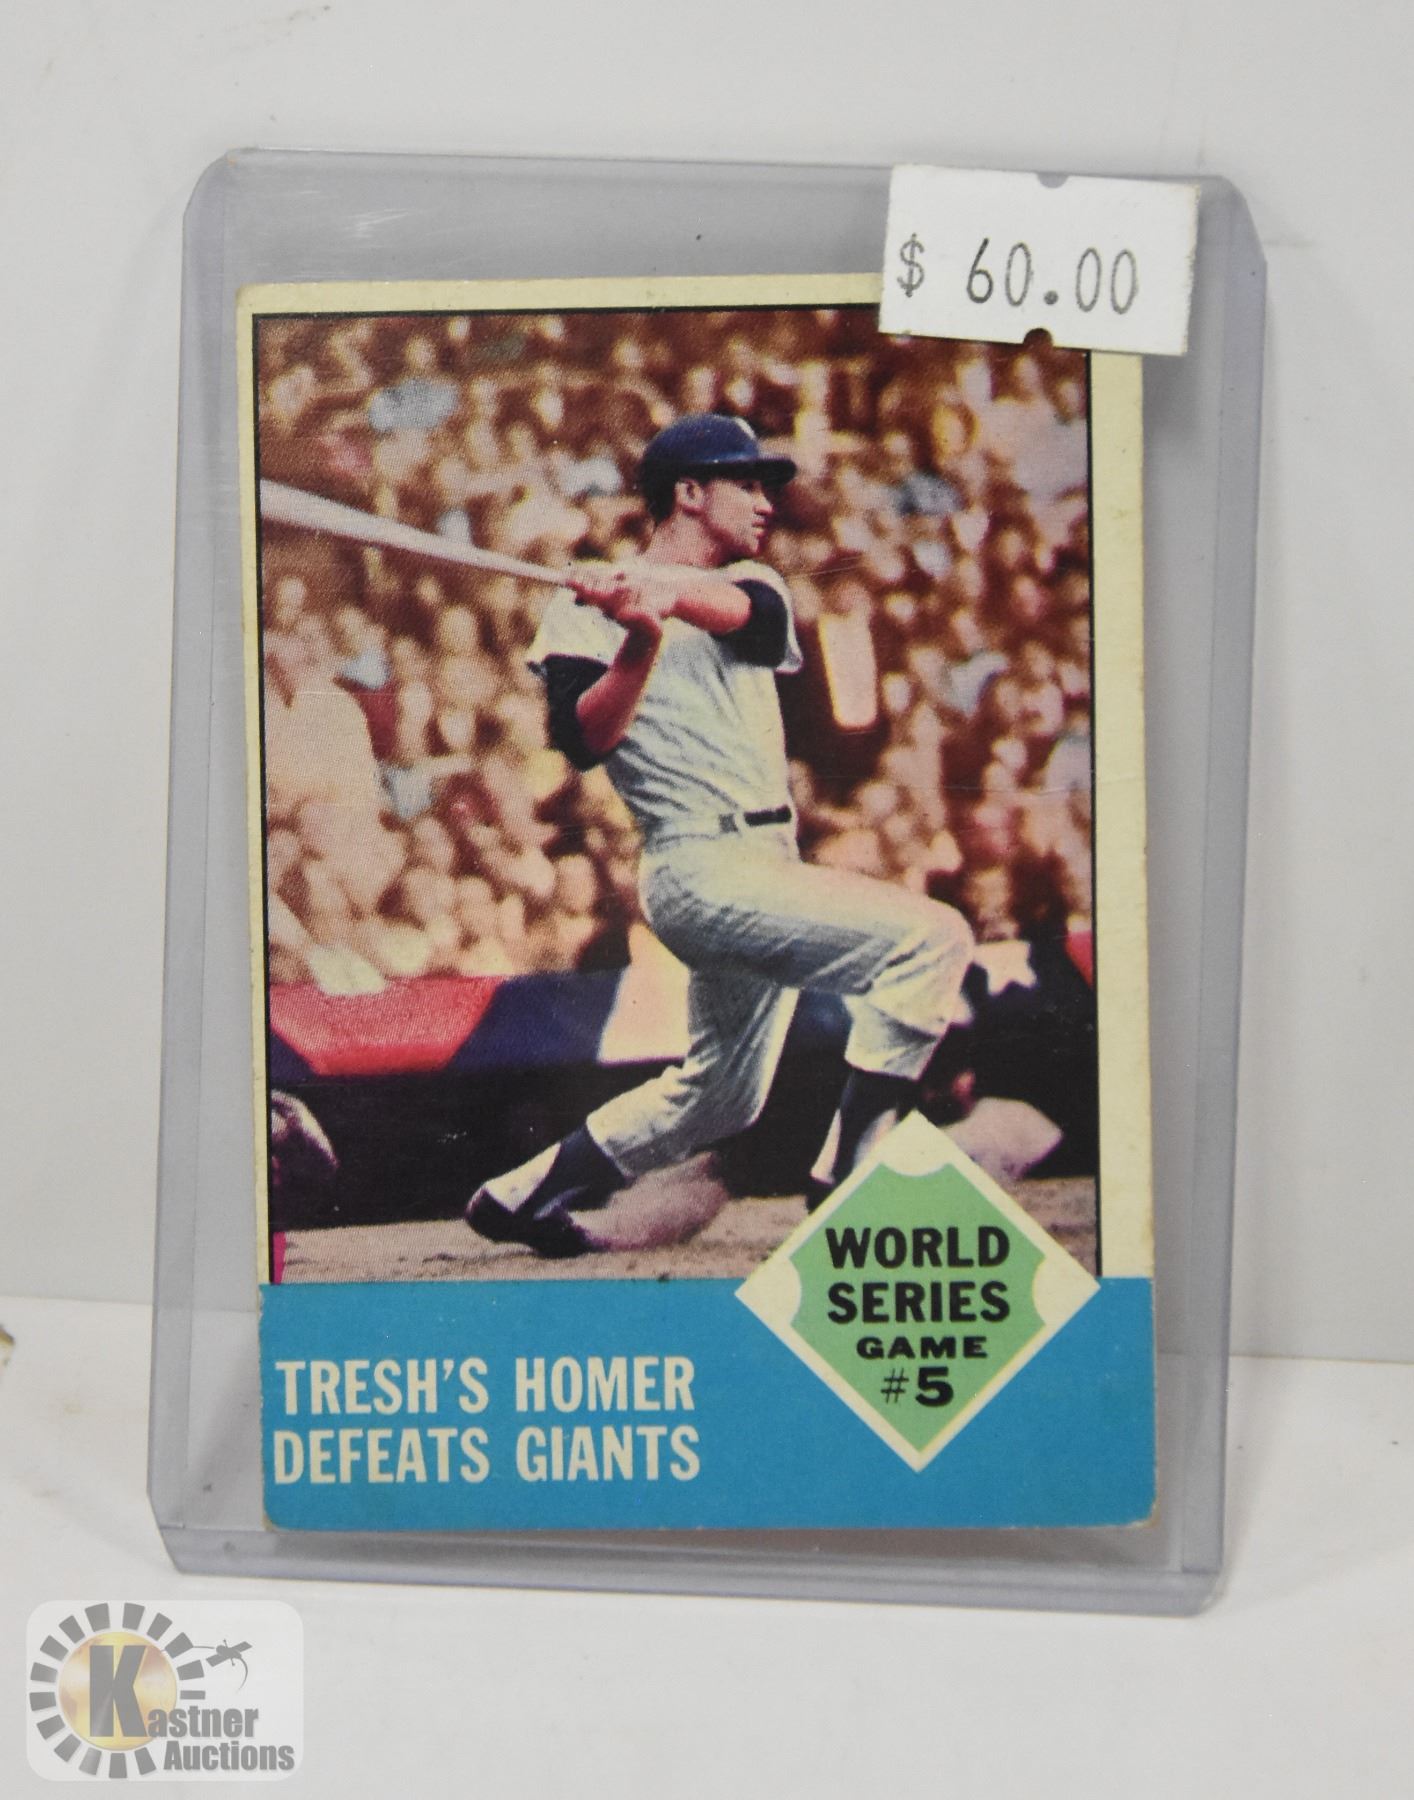 $ 60.00
WORLD
SERIES
GAME
#5
TRESH'S HOMER
DEFEATS GIANTS
Kastner
Auctions